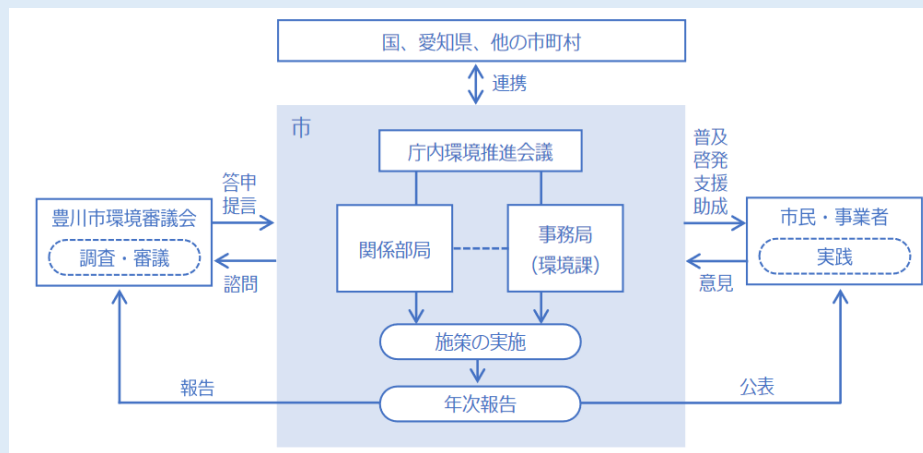 国、愛知県、他の市町村
連携
市
庁内環境推進会議
普及
啓発
支援
助成
答申
提言
豊川市環境審議会
調査・審議
諮問
関係部局
事務局
（環境課）
市民・事業者
実践
意見
施策の実施
報告
年次報告
公表